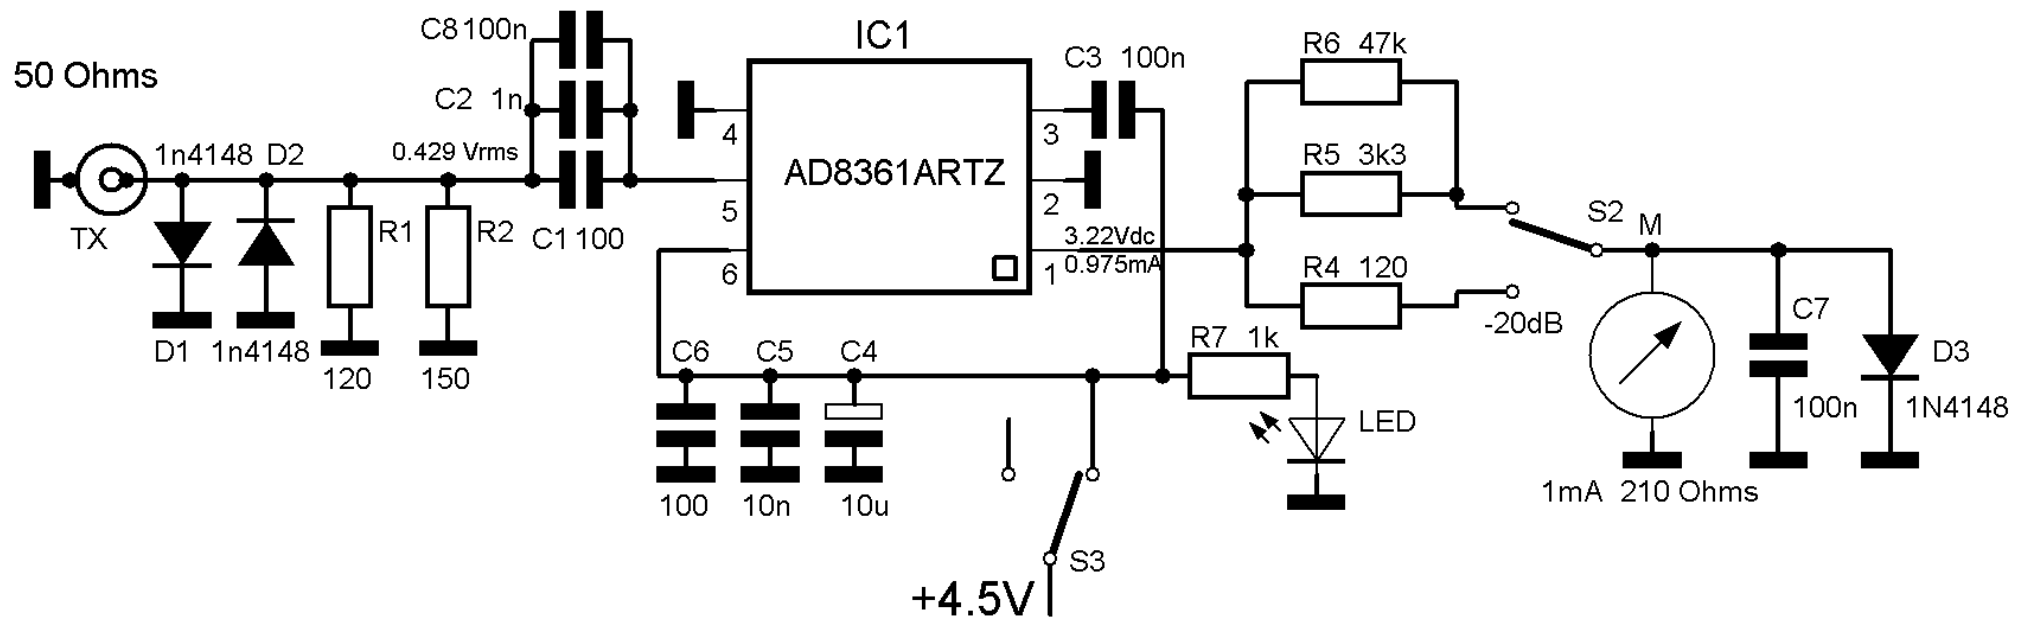 C8 100n
IC1
C3 100n
R6 47k
50 Ohms
C2 1n
4
3
1n4148 D2
0.429 Vrms
AD8361ARTZ
R5 3k3
TX
R1
R2
C1 100
5
2
S2
M
3.22Vdc
0.975mA
6
1
R4 120
-20dB
C7
D1 1n4148
120
150
C6
C5
C4
R7 1k
D3
100n
1N4148
LED
100
10n
10u
1mA 210 Ohms
S3
+4.5V